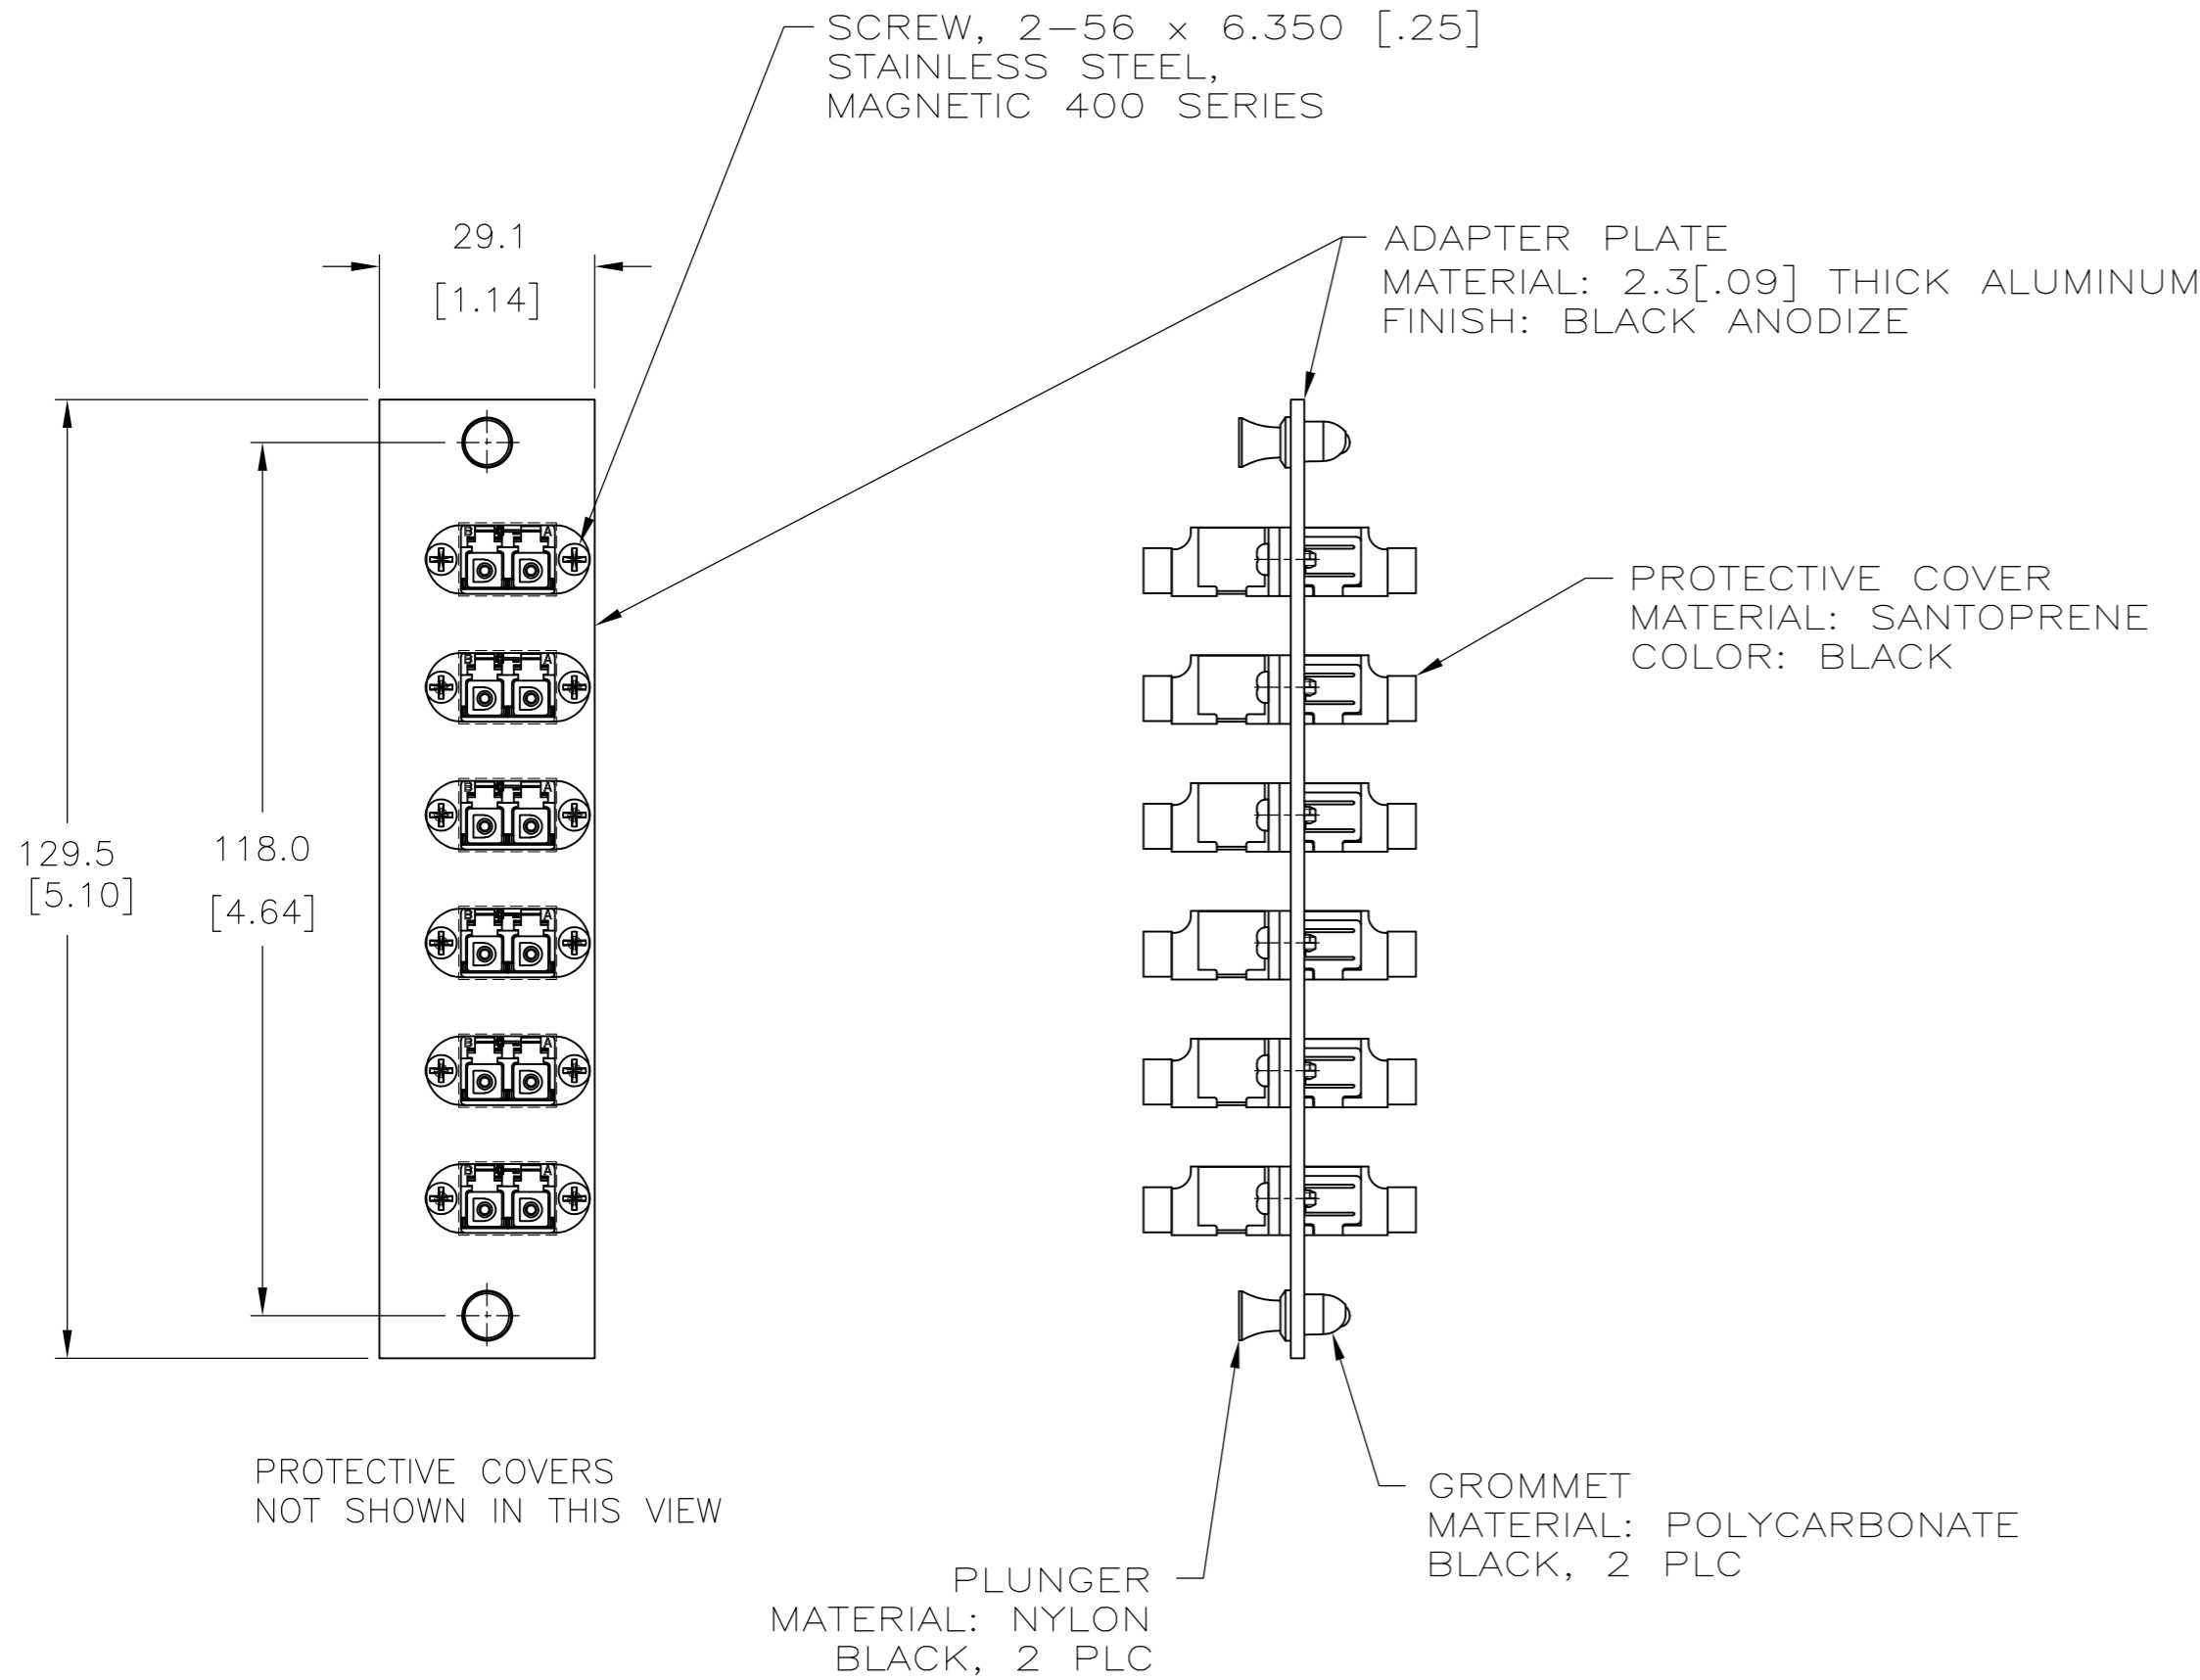 SCREW, 2-56 x 6.350 [.25]
STAINLESS STEEL,
MAGNETIC 400 SERIES
29.1
[1.14]
ADAPTER PLATE
MATERIAL: 2.3[.09] THICK ALUMINUM
FINISH: BLACK ANODIZE
B A
PROTECTIVE COVER
MATERIAL: SANTOPRENE
COLOR: BLACK
B A
B A
129.5
[5.10]
118.0
[4.64]
B A
B A
B A
PROTECTIVE COVERS
NOT SHOWN IN THIS VIEW
GROMMET
MATERIAL: POLYCARBONATE
BLACK, 2 PLC
PLUNGER
MATERIAL: NYLON
BLACK, 2 PLC